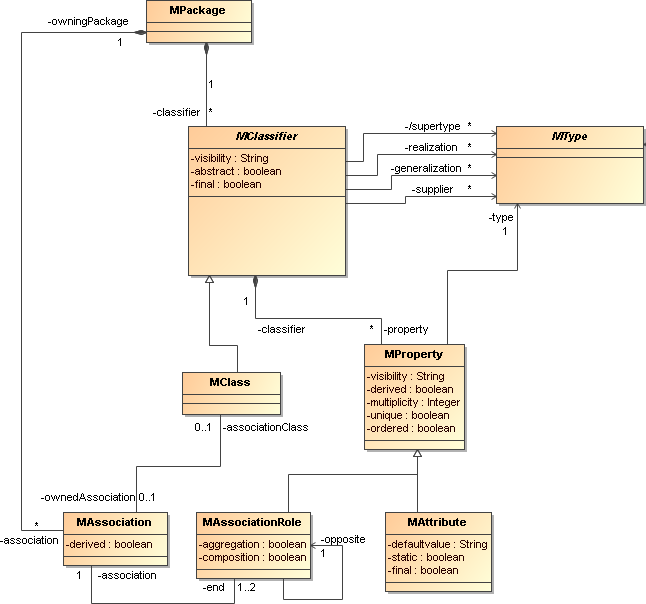 MPackage
-owningPackage
1
1
-classifier *
MClassifier
-visibility : String
-abstract : boolean
-final : boolean
-/supertype *
-realization *
-generalization *
-supplier *
MType
-type
1
1
-classifier
* -property
MProperty
-visibility : String
-derived : boolean
-multiplicity : Integer
-unique : boolean
-ordered : boolean
MClass
0..1 -associationClass
-ownedAssociation 0..1
*
-association
MAssociation
-derived : boolean
1 -association
MAssociationRole
-aggregation : boolean
-composition : boolean
-end 1..2
-opposite
1
MAttribute
-defaultvalue : String
-static : boolean
-final : boolean